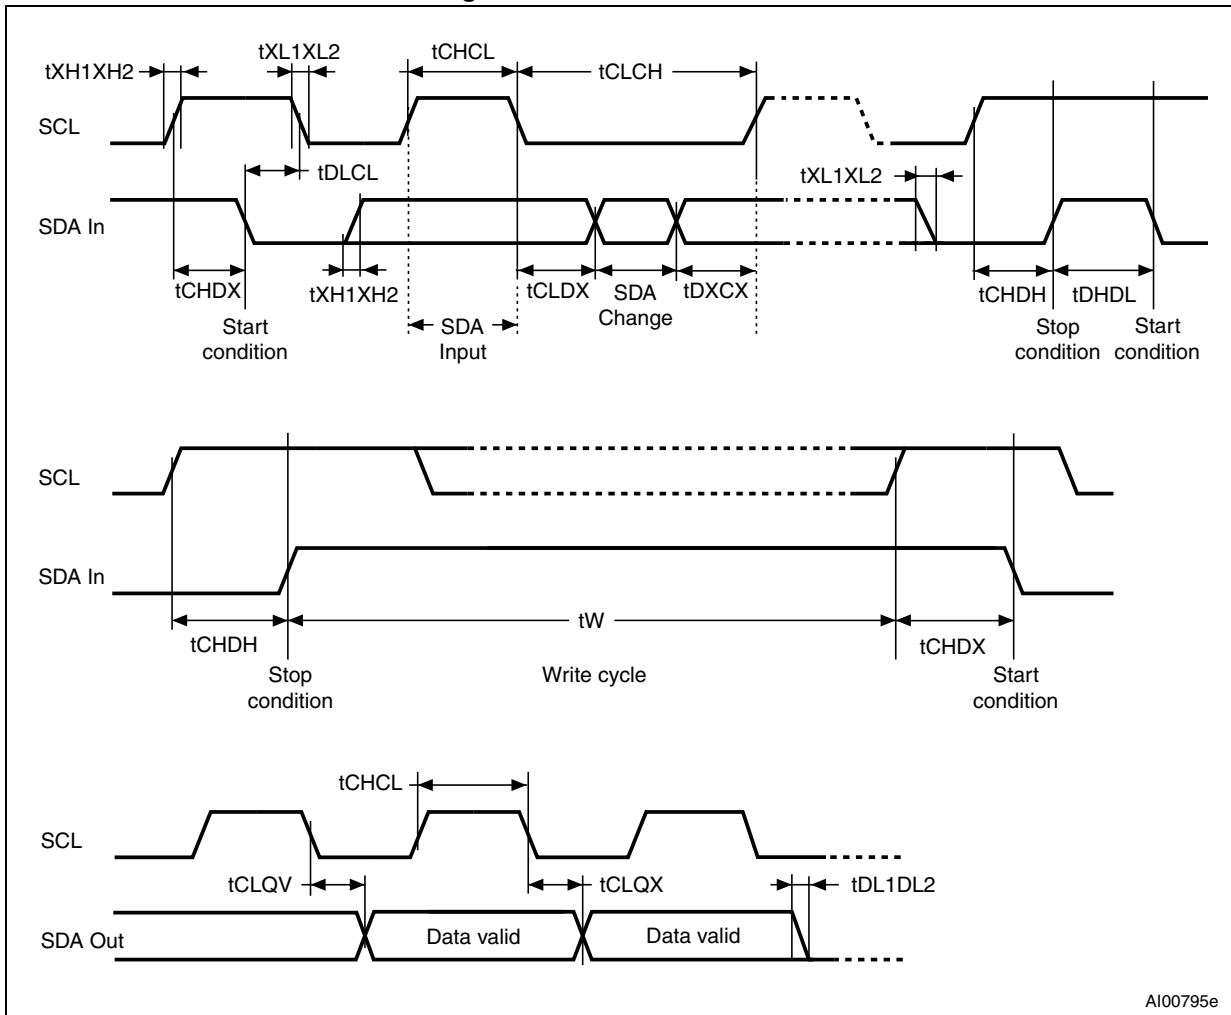 tXH1XH2
tXL1XL2
tCHCL
tCLCH
SCL
tDLCL
tXL1XL2
SDA In
tCHDX
tXH1XH2
tCLDX
SDA
Change
tDXCX
tCHDH
tDHDL
Start
condition
SDA
Input
Stop
condition
Start
condition
SCL
SDA In
tCHDH
tW
tCHDX
Stop
condition
Write cycle
Start
condition
tCHCL
SCL
tCLQV
tCLQX
tDL1DL2
SDA Out
Data valid
Data valid
AI00795e